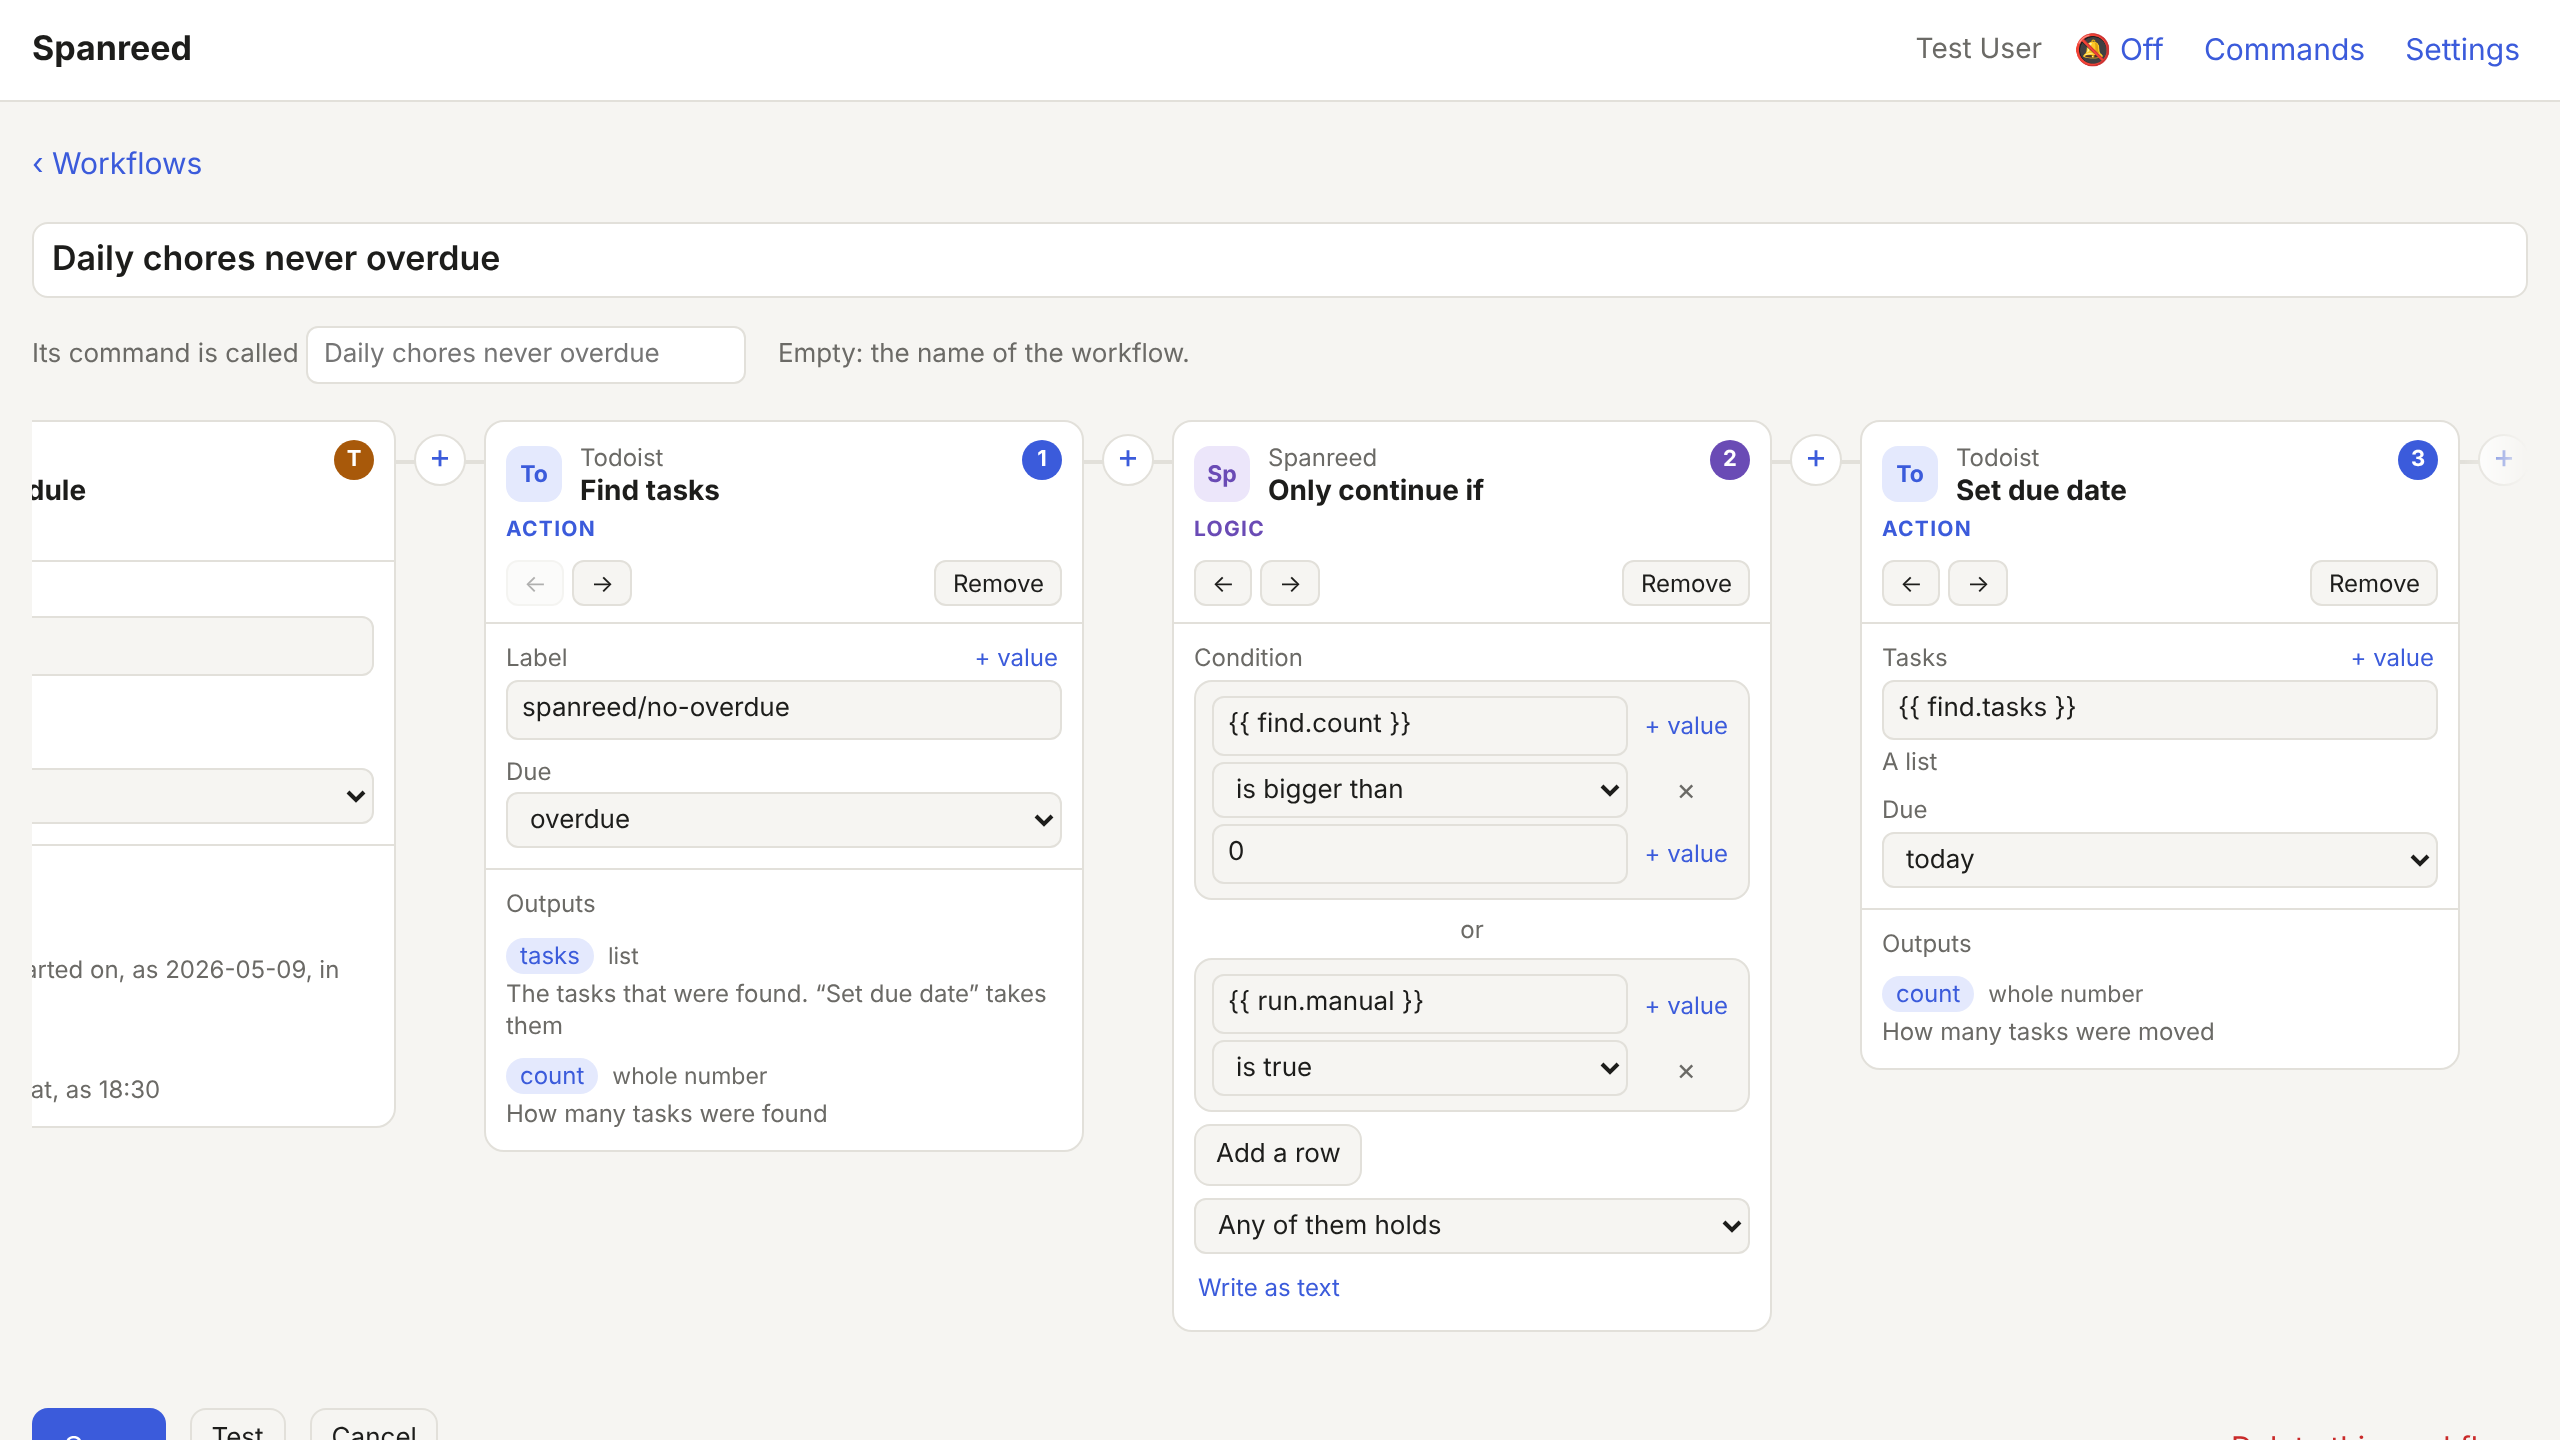 Spanreed
Test User
Off
Commands
Settings
‹ Workflows
Daily chores never overdue
Its command is called
Daily chores never overdue
Empty: the name of the workflow.
dule
T
arted on, as 2026-05-09, in
at, as 18:30
+
To
Todoist
Find tasks
1
ACTION
← →
Remove
Label
+ value
spanreed/no-overdue
Due
overdue
Outputs
tasks list
The tasks that were found. “Set due date” takes
them
count whole number
How many tasks were found
+
Sp
Spanreed
Only continue if
2
LOGIC
← →
Remove
Condition
{{ find.count }}
+ value
is bigger than
×
0
+ value
or
{{ run.manual }}
+ value
is true
×
Add a row
Any of them holds
Write as text
+
To
Todoist
Set due date
3
ACTION
← →
Remove
Tasks
+ value
{{ find.tasks }}
A list
Due
today
Outputs
count whole number
How many tasks were moved
+
Test
Cancel